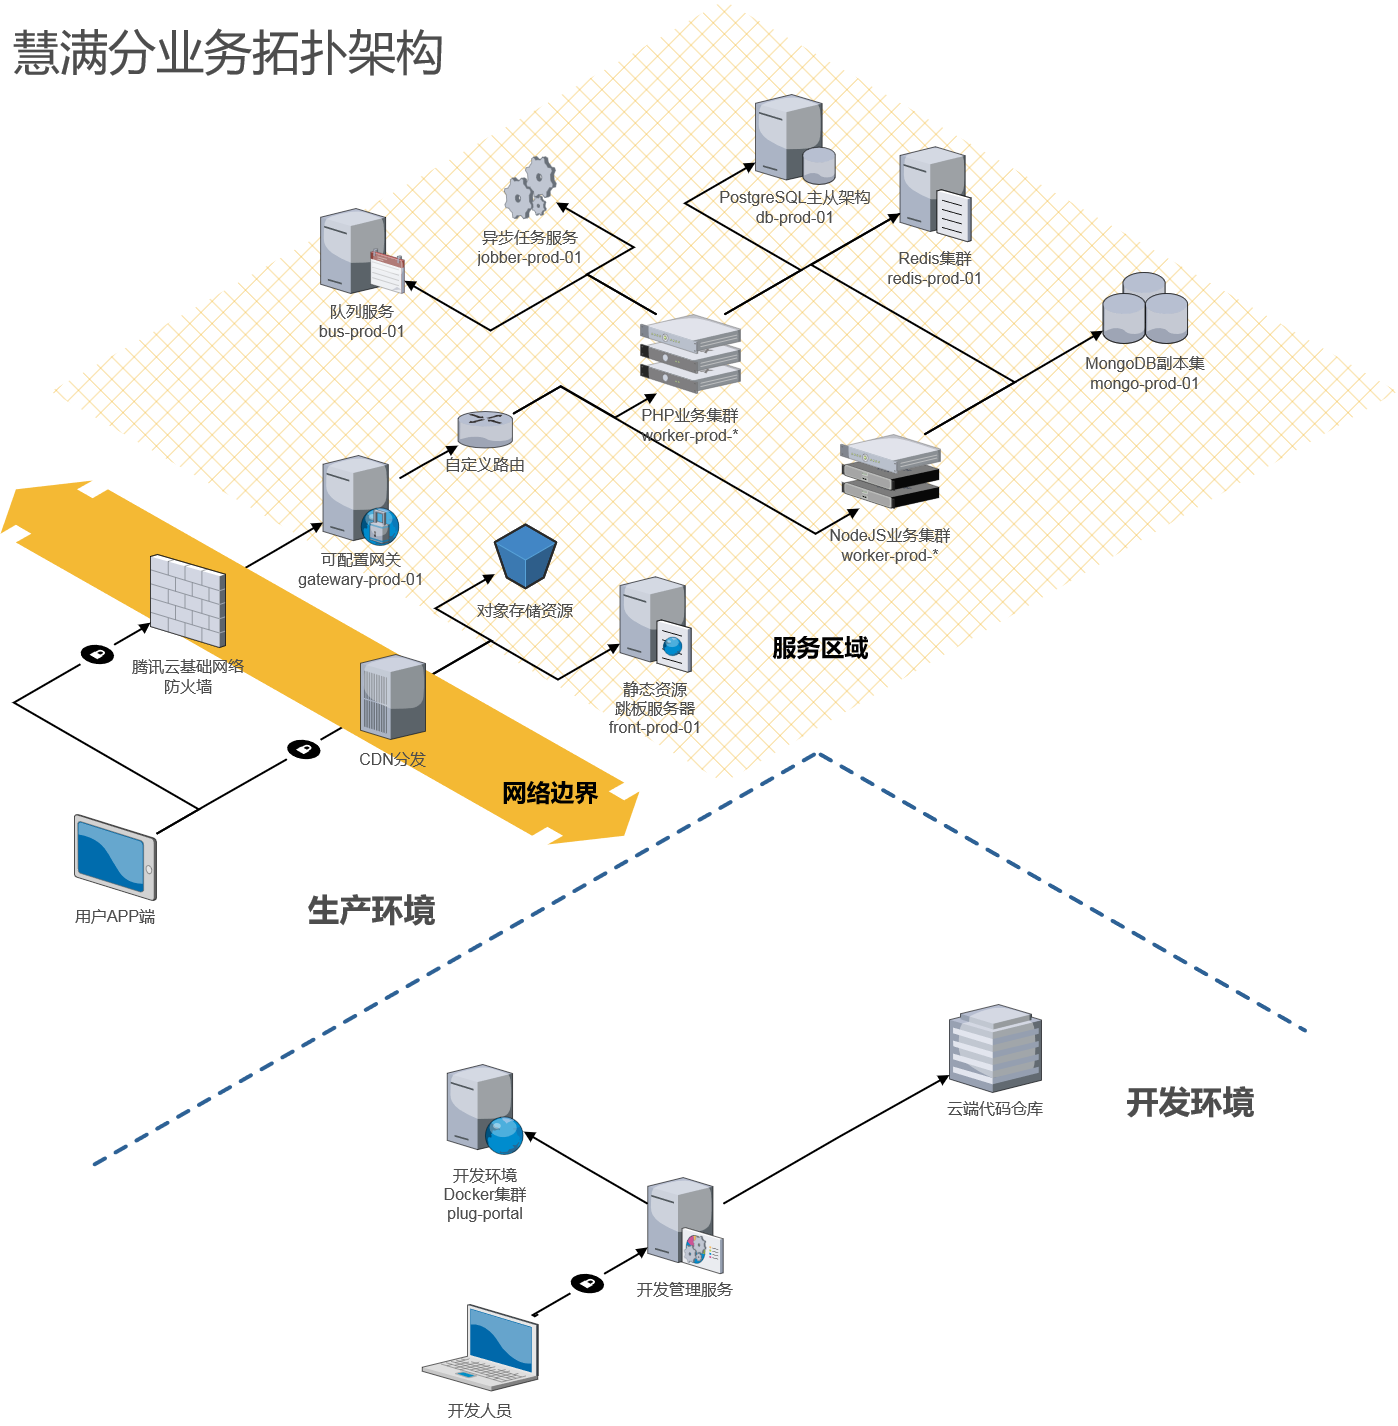 慧满分业务拓扑架构
PostgreSQL主从架构
db-prod-01
异步任务服务
jobber-prod-01
Redis集群
redis-prod-01
队列服务
bus-prod-01
MongoDB副本集
mongo-prod-01
PHP业务集群
worker-prod-*
自定义路由
NodeJS业务集群
worker-prod-*
可配置网关
gatewary-prod-01
对象存储资源
服务区域
腾讯云基础网络
防火墙
静态资源
跳板服务器
front-prod-01
CDN分发
网络边界
用户APP端
生产环境
开发环境
云端代码仓库
开发环境
Docker集群
plug-portal
开发管理服务
开发人员